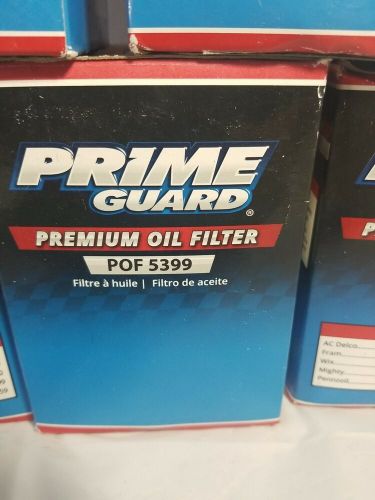 PRIME
GUARD®
PREMIUM OIL FILTER
POF 5399
Filtre à huile | Filtro de aceite
AC Delco
Fram
Wix
Mighty
Pennzoil